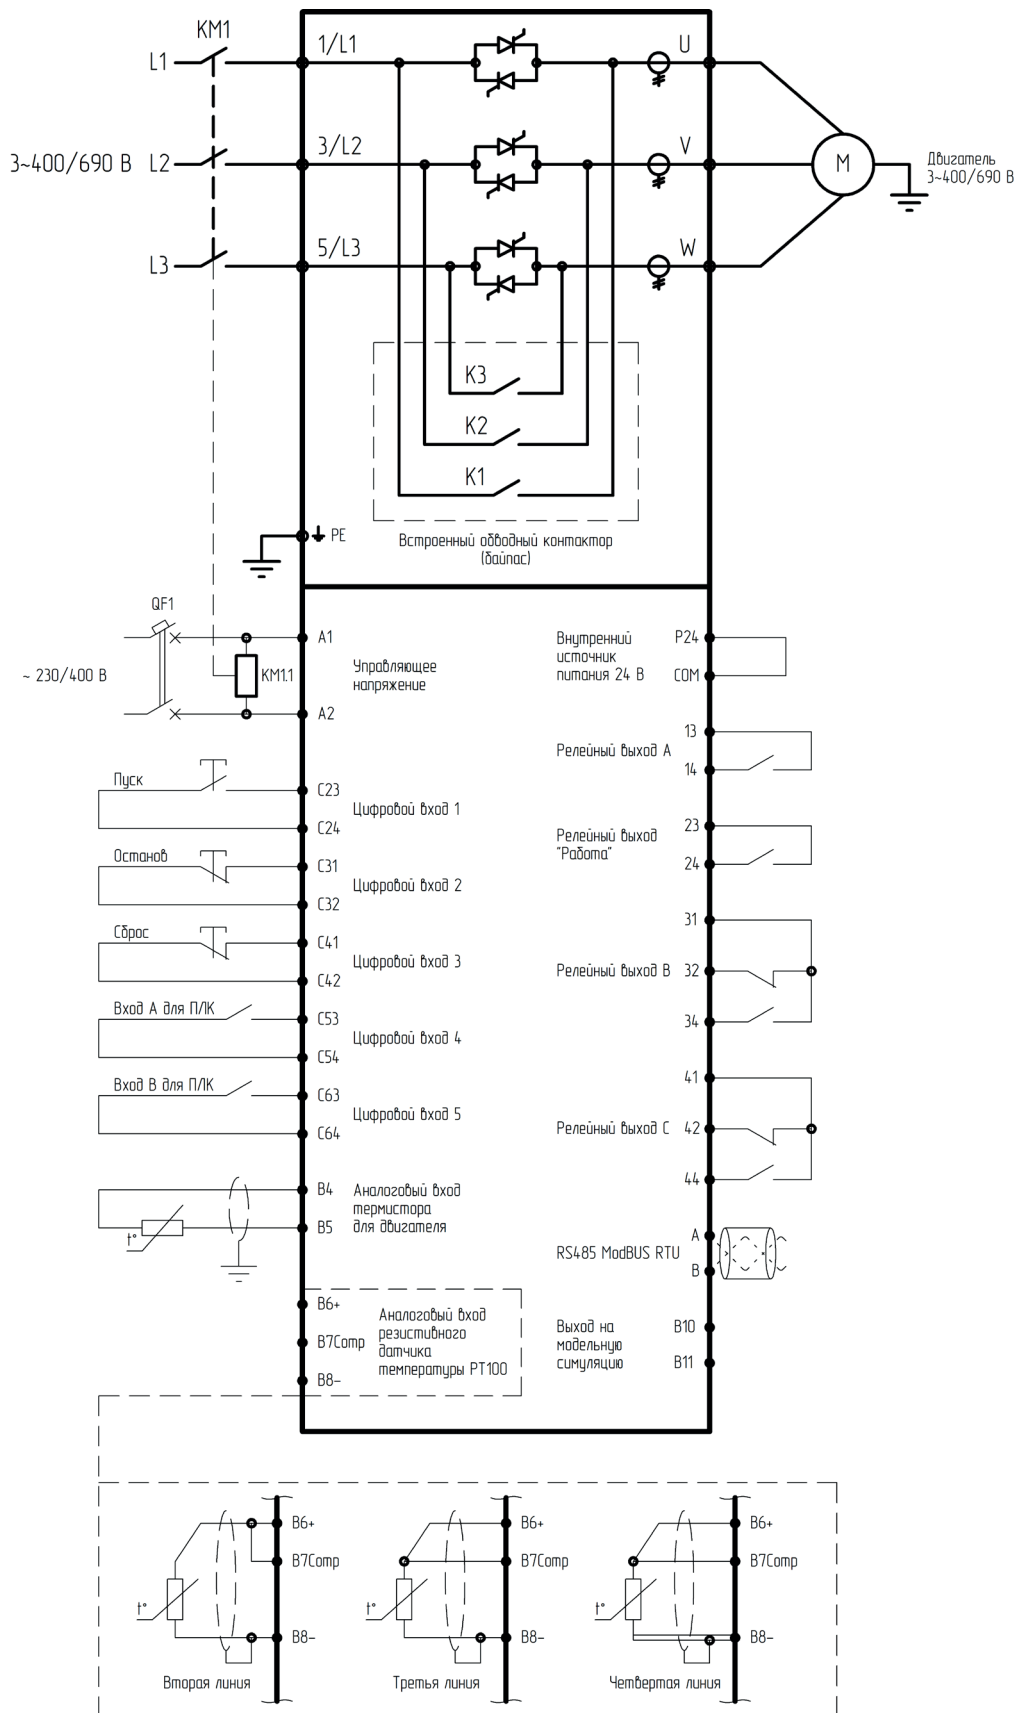 KM1
L1
1/L1
U
3~400/690 В
L2
3/L2
V
M
Двигатель
3~400/690 В
L3
5/L3
W
K3
K2
K1
PE
Встроенный обводный контактор
(байпас)
QF1
~ 230/400 В
KM1.1
A1
A2
Управляющее
напряжение
Внутренний
источник
питания 24 В
P24
COM
Релейный выход A
13
14
Пуск
C23
C24
Цифровой вход 1
Релейный выход
"Работа"
23
24
Останов
C31
C32
Цифровой вход 2
Сброс
C41
C42
Цифровой вход 3
Релейный выход B
31
32
34
Вход A для ПЛК
C53
C54
Цифровой вход 4
Вход B для ПЛК
C63
C64
Цифровой вход 5
Релейный выход C
41
42
44
t°
B4
B5
Аналоговый вход
термистора
для двигателя
RS485 ModBUS RTU
A
B
B6+
B7Comp
B8-
Аналоговый вход
резистивного
датчика
температуры PT100
Выход на
модельную
симуляцию
B10
B11
t°
B6+
B7Comp
B8-
Вторая линия
t°
B6+
B7Comp
B8-
Третья линия
t°
B6+
B7Comp
B8-
Четвертая линия